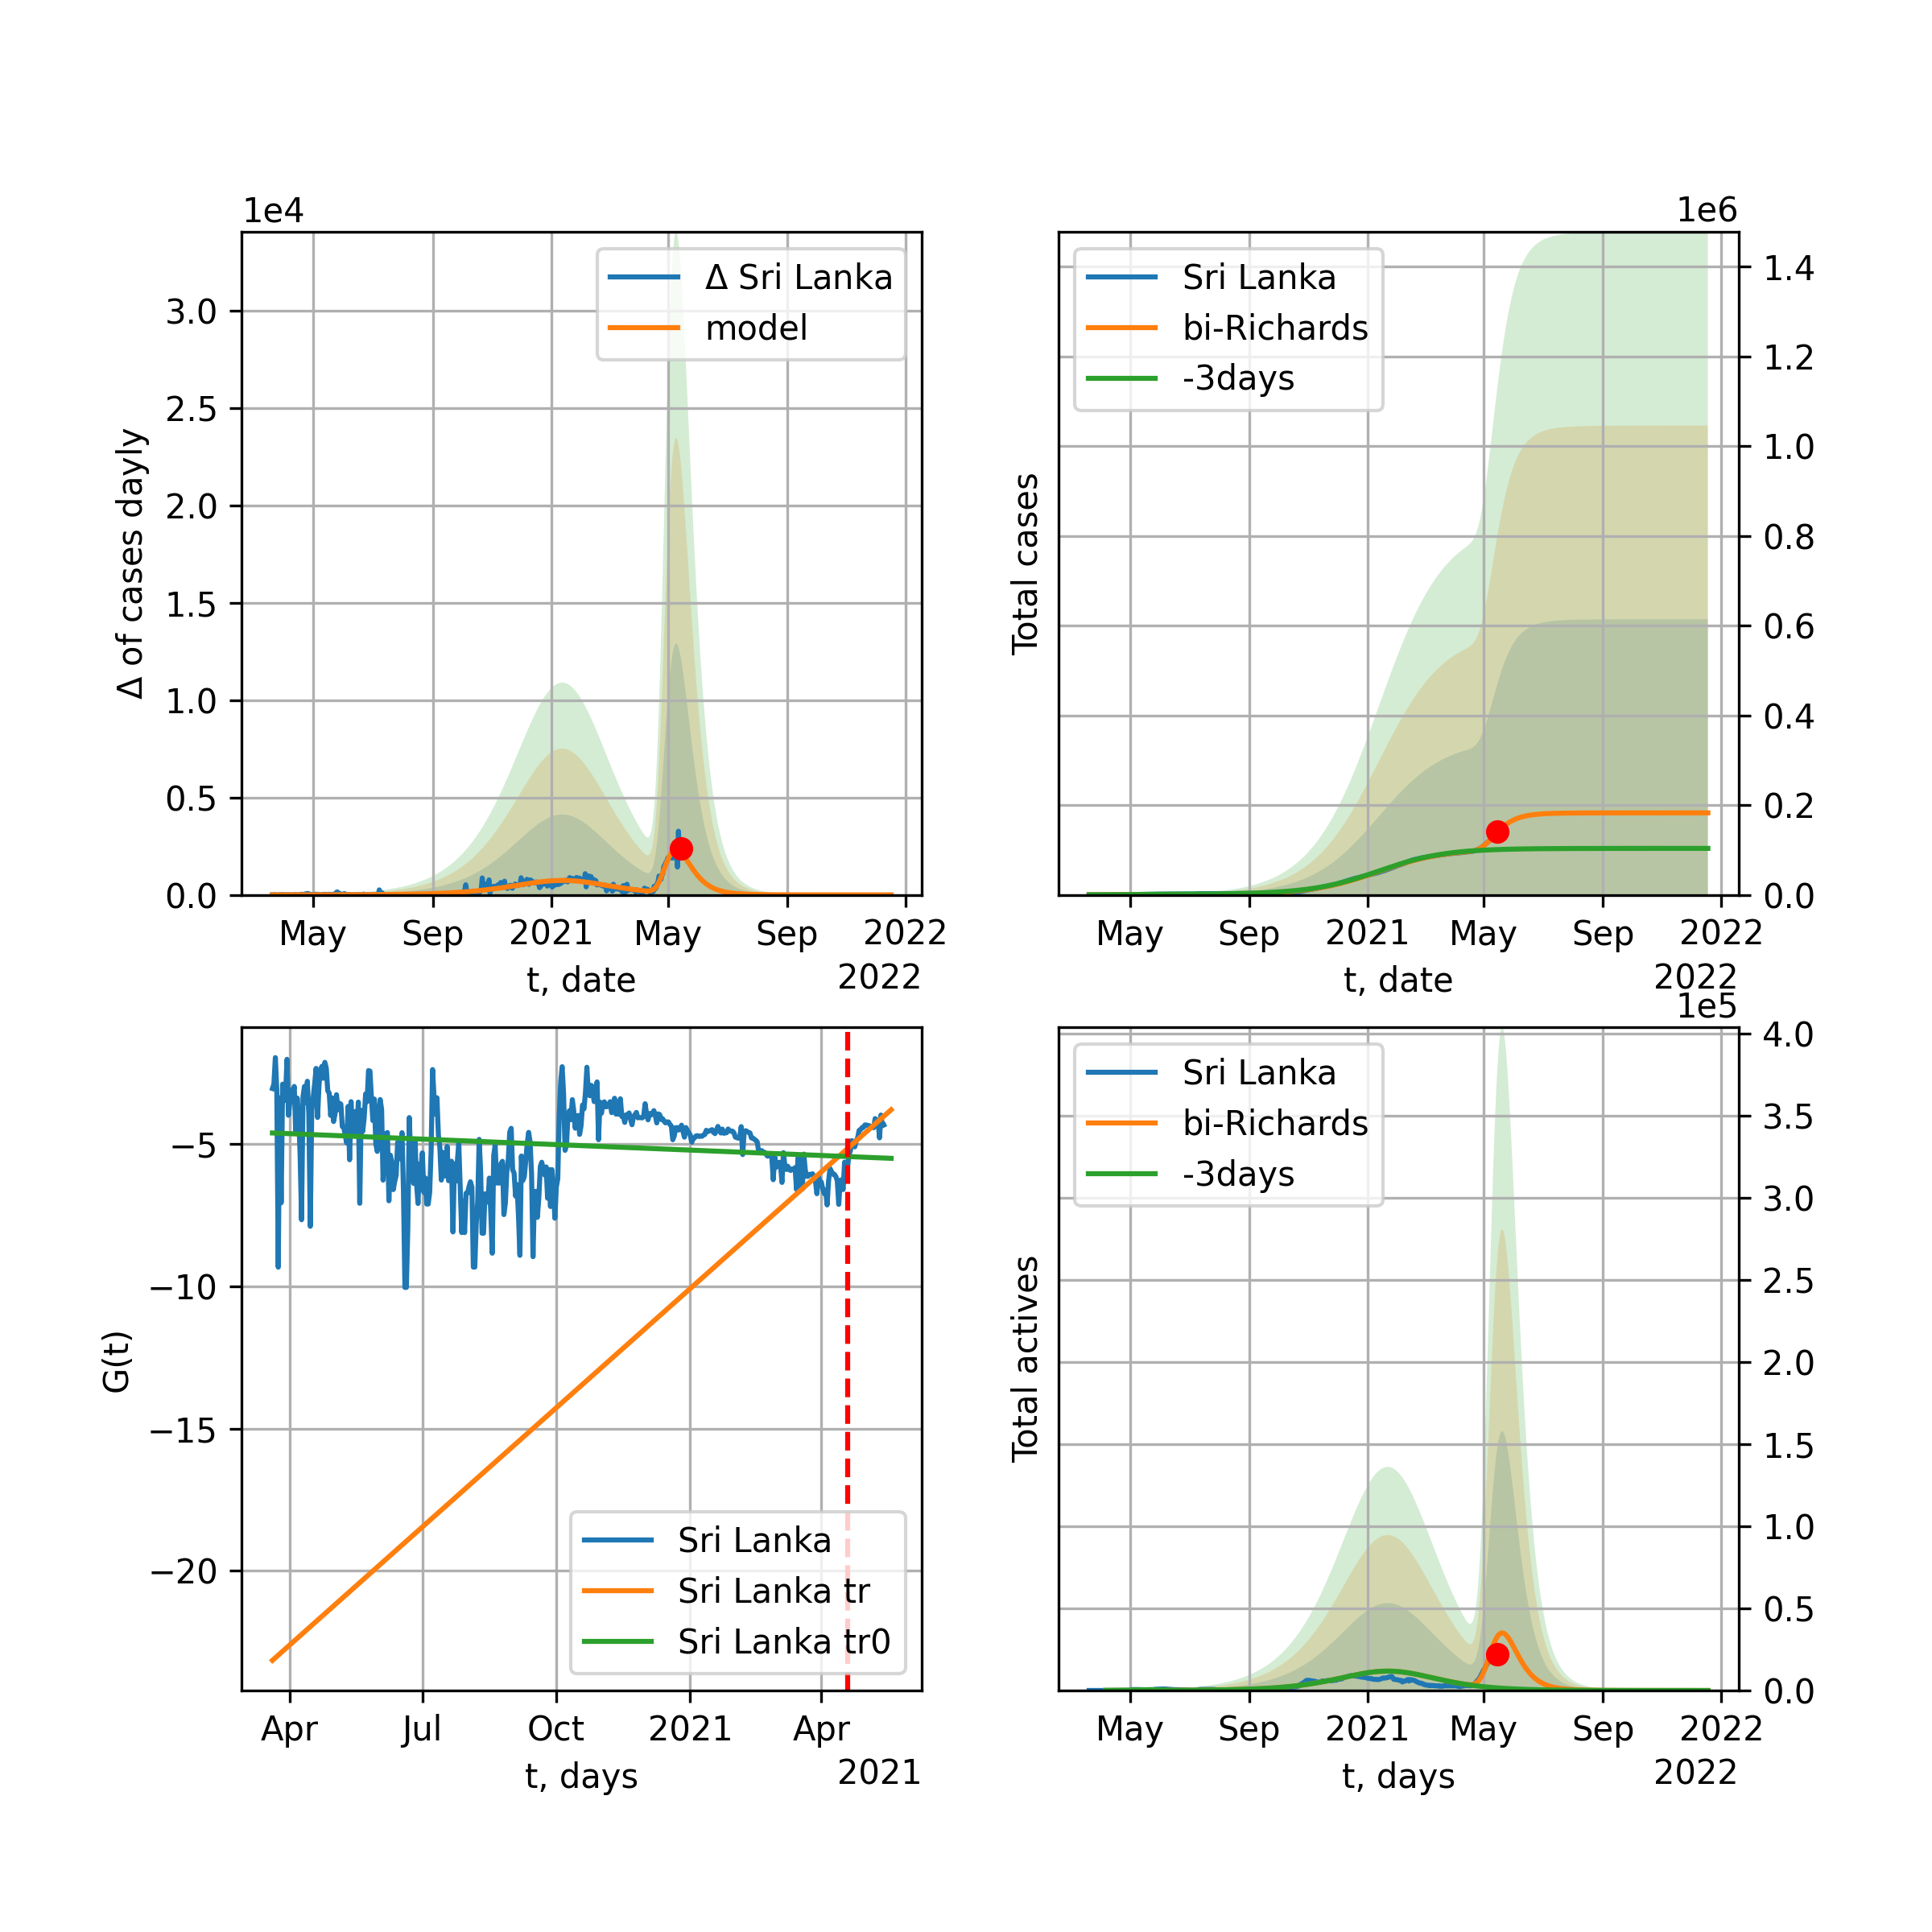 1e4
Δ of cases dayly
3.0
2.5
2.0
1.5
1.0
0.5
0.0
Δ Sri Lanka
model
May Sep 2021 May Sep 2022
t, date
2022
1e6
Total cases
Sri Lanka
bi-Richards
-3days
1.4
1.2
1.0
0.8
0.6
0.4
0.2
0.0
May Sep 2021 May Sep 2022
t, date
2022
G(t)
−5
−10
−15
−20
Sri Lanka
Sri Lanka tr
Sri Lanka tr0
Apr Jul Oct 2021 Apr
t, days
2021
1e5
Total actives
Sri Lanka
bi-Richards
-3days
4.0
3.5
3.0
2.5
2.0
1.5
1.0
0.5
0.0
May Sep 2021 May Sep 2022
t, days
2022